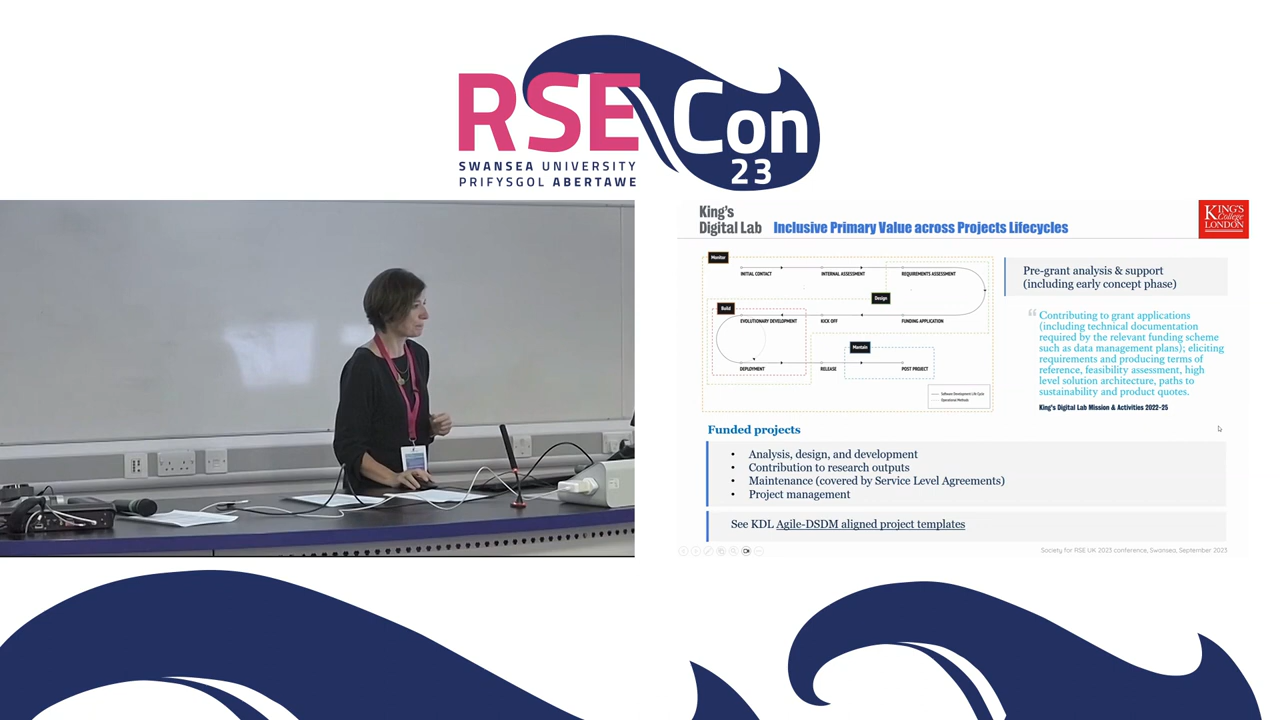 RSE Con
23
SWANSEA UNIVERSITY
PRIFYSGOL ABERTAWE
King's
Digital Lab
Inclusive Primary Value across Projects Lifecycles
KING'S
College
LONDON
Monitor
INITIAL CONTACT
INTERNAL ASSESSMENT
REQUIREMENTS ASSESSMENT
Design
Build
EVOLUTIONARY DEVELOPMENT
KICK OFF
FUNDING APPLICATION
Maintain
DEPLOYMENT
RELEASE
POST PROJECT
Software Development Life Cycle
Operational Methods
Pre-grant analysis & support
(including early concept phase)
“ Contributing to grant applications
(including technical documentation
required by the relevant funding scheme
such as data management plans); eliciting
requirements and producing terms of
reference, feasibility assessment, high
level solution architecture, paths to
sustainability and product quotes.
King's Digital Lab Mission & Activities 2022-25
Funded projects
• Analysis, design, and development
• Contribution to research outputs
• Maintenance (covered by Service Level Agreements)
• Project management
See KDL Agile-DSDM aligned project templates
Society for RSE UK 2023 conference, Swansea, September 2023